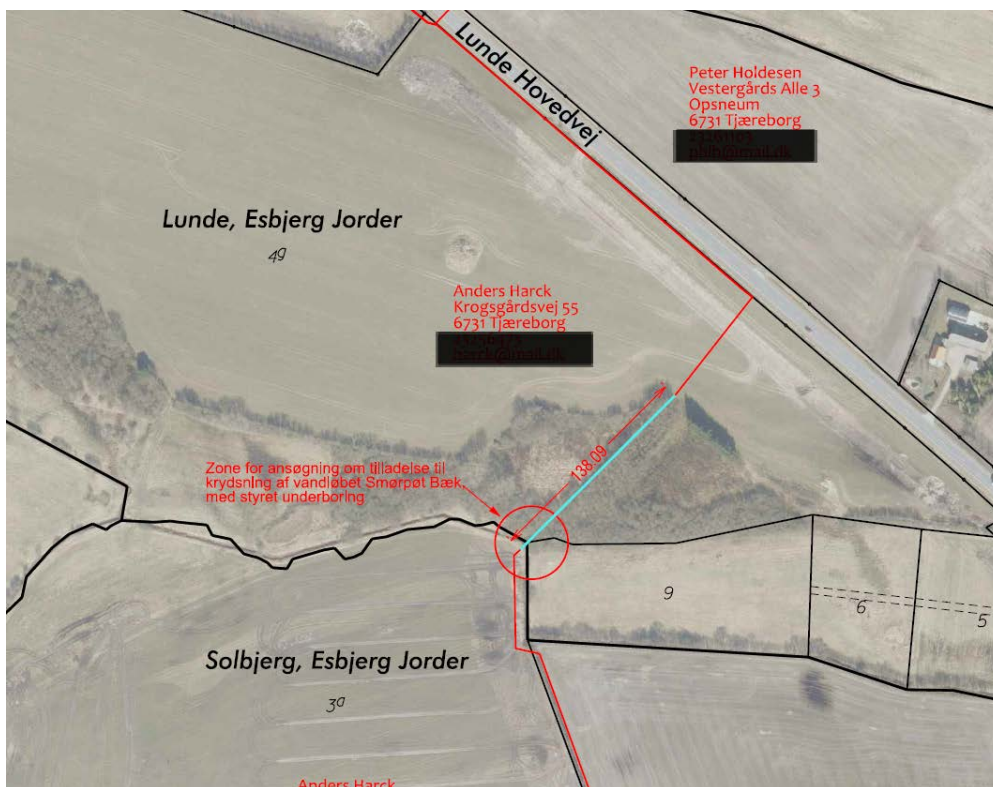 Lunde Hovedvej
Peter Holdesen
Vestergårds Alle 3
Opsneum
6731 Tjæreborg
Lunde, Esbjerg Jorder
4g
Anders Harck
Krogsgårdsvej 55
6731 Tjæreborg
138.09
Zone for ansøgning om tilladelse til
krydsning af vandløbet Smørpøt Bæk,
med styret underboring
9
6
5
Solbjerg, Esbjerg Jorder
3a
Anders Harck